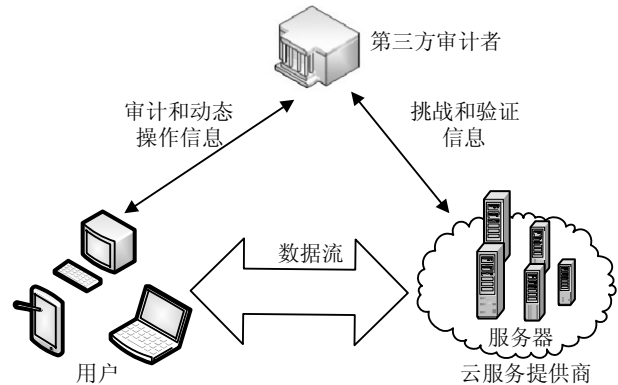 第三方审计者
审计和动态
操作信息
挑战和验证
信息
数据流
服务器
用户
云服务提供商